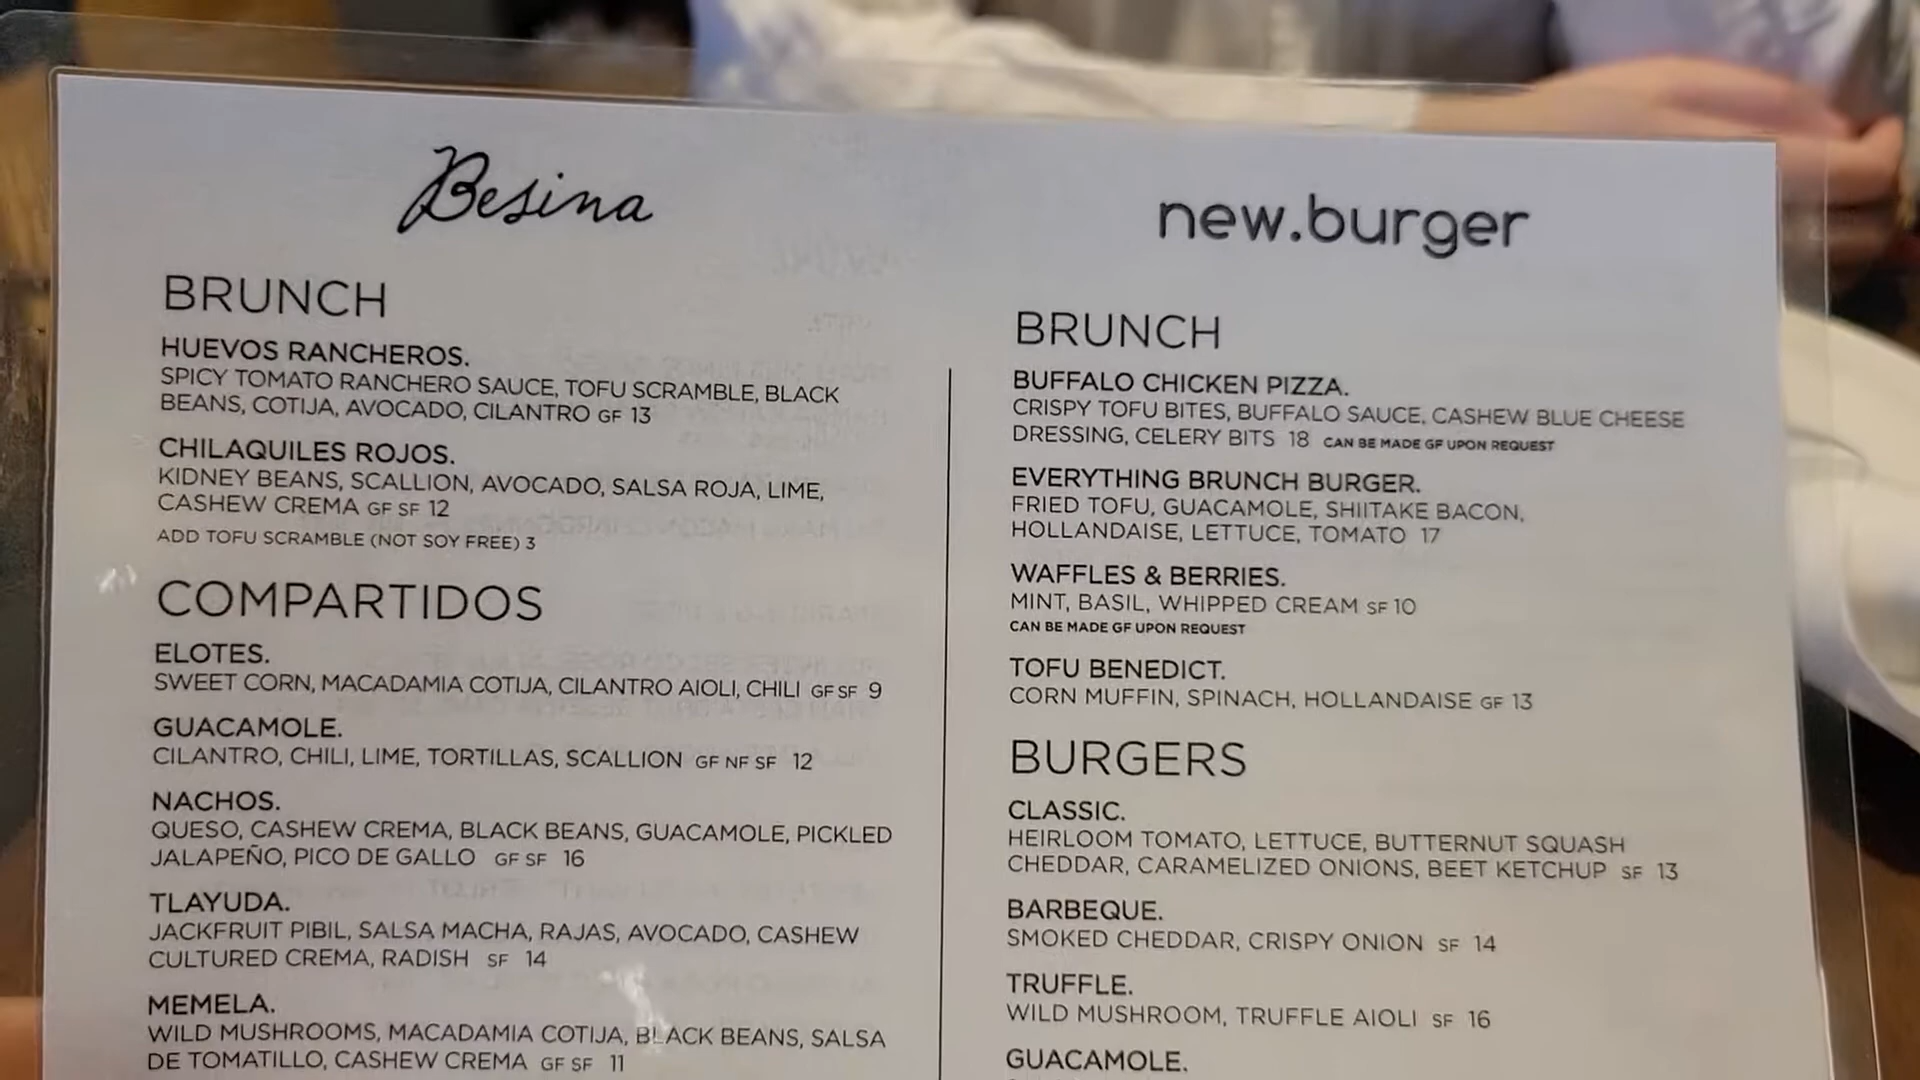 Besina
BRUNCH
HUEVOS RANCHEROS.
SPICY TOMATO RANCHERO SAUCE, TOFU SCRAMBLE, BLACK
BEANS, COTIJA, AVOCADO, CILANTRO GF 13
CHILAQUILES ROJOS.
KIDNEY BEANS, SCALLION, AVOCADO, SALSA ROJA, LIME,
CASHEW CREMA GF SF 12
ADD TOFU SCRAMBLE (NOT SOY FREE) 3
COMPARTIDOS
ELOTES.
SWEET CORN, MACADAMIA COTIJA, CILANTRO AIOLI, CHILI GF SF 9
GUACAMOLE.
CILANTRO, CHILI, LIME, TORTILLAS, SCALLION GF NF SF 12
NACHOS.
QUESO, CASHEW CREMA, BLACK BEANS, GUACAMOLE, PICKLED
JALAPEÑO, PICO DE GALLO GF SF 16
TLAYUDA.
JACKFRUIT PIBIL, SALSA MACHA, RAJAS, AVOCADO, CASHEW
CULTURED CREMA, RADISH SF 14
MEMELA.
WILD MUSHROOMS, MACADAMIA COTIJA, BLACK BEANS, SALSA
DE TOMATILLO, CASHEW CREMA GF SF 11
new.burger
BRUNCH
BUFFALO CHICKEN PIZZA.
CRISPY TOFU BITES, BUFFALO SAUCE, CASHEW BLUE CHEESE
DRESSING, CELERY BITS 18 CAN BE MADE GF UPON REQUEST
EVERYTHING BRUNCH BURGER.
FRIED TOFU, GUACAMOLE, SHIITAKE BACON,
HOLLANDAISE, LETTUCE, TOMATO 17
WAFFLES & BERRIES.
MINT, BASIL, WHIPPED CREAM SF 10
CAN BE MADE GF UPON REQUEST
TOFU BENEDICT.
CORN MUFFIN, SPINACH, HOLLANDAISE GF 13
BURGERS
CLASSIC.
HEIRLOOM TOMATO, LETTUCE, BUTTERNUT SQUASH
CHEDDAR, CARAMELIZED ONIONS, BEET KETCHUP SF 13
BARBEQUE.
SMOKED CHEDDAR, CRISPY ONION SF 14
TRUFFLE.
WILD MUSHROOM, TRUFFLE AIOLI SF 16
GUACAMOLE.